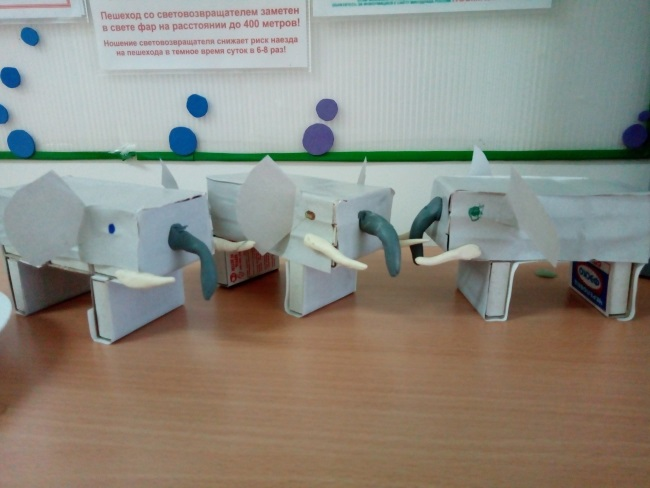 Пешеход со световозвращателем заметен
в свете фар на расстоянии до 400 метров!
Ношение световозвращателя снижает риск наезда
на пешехода в темное время суток в 6-8 раз!